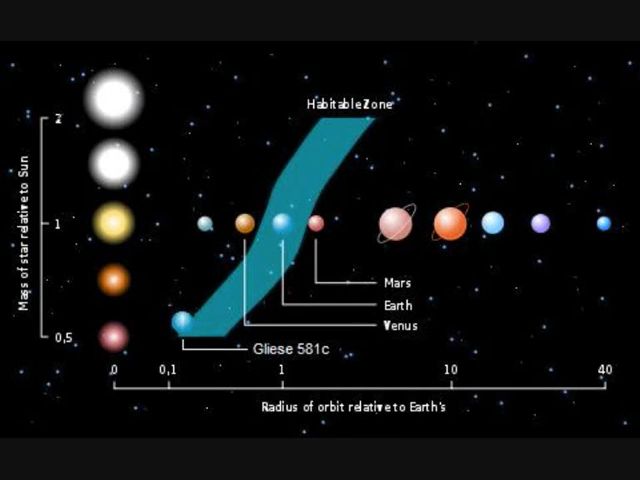 Habitable Zone
2
Mass of star relative to Sun
1
Mars
Earth
Venus
0,5
Gliese 581c
0
0,1
1
10
40
Radius of orbit relative to Earth's